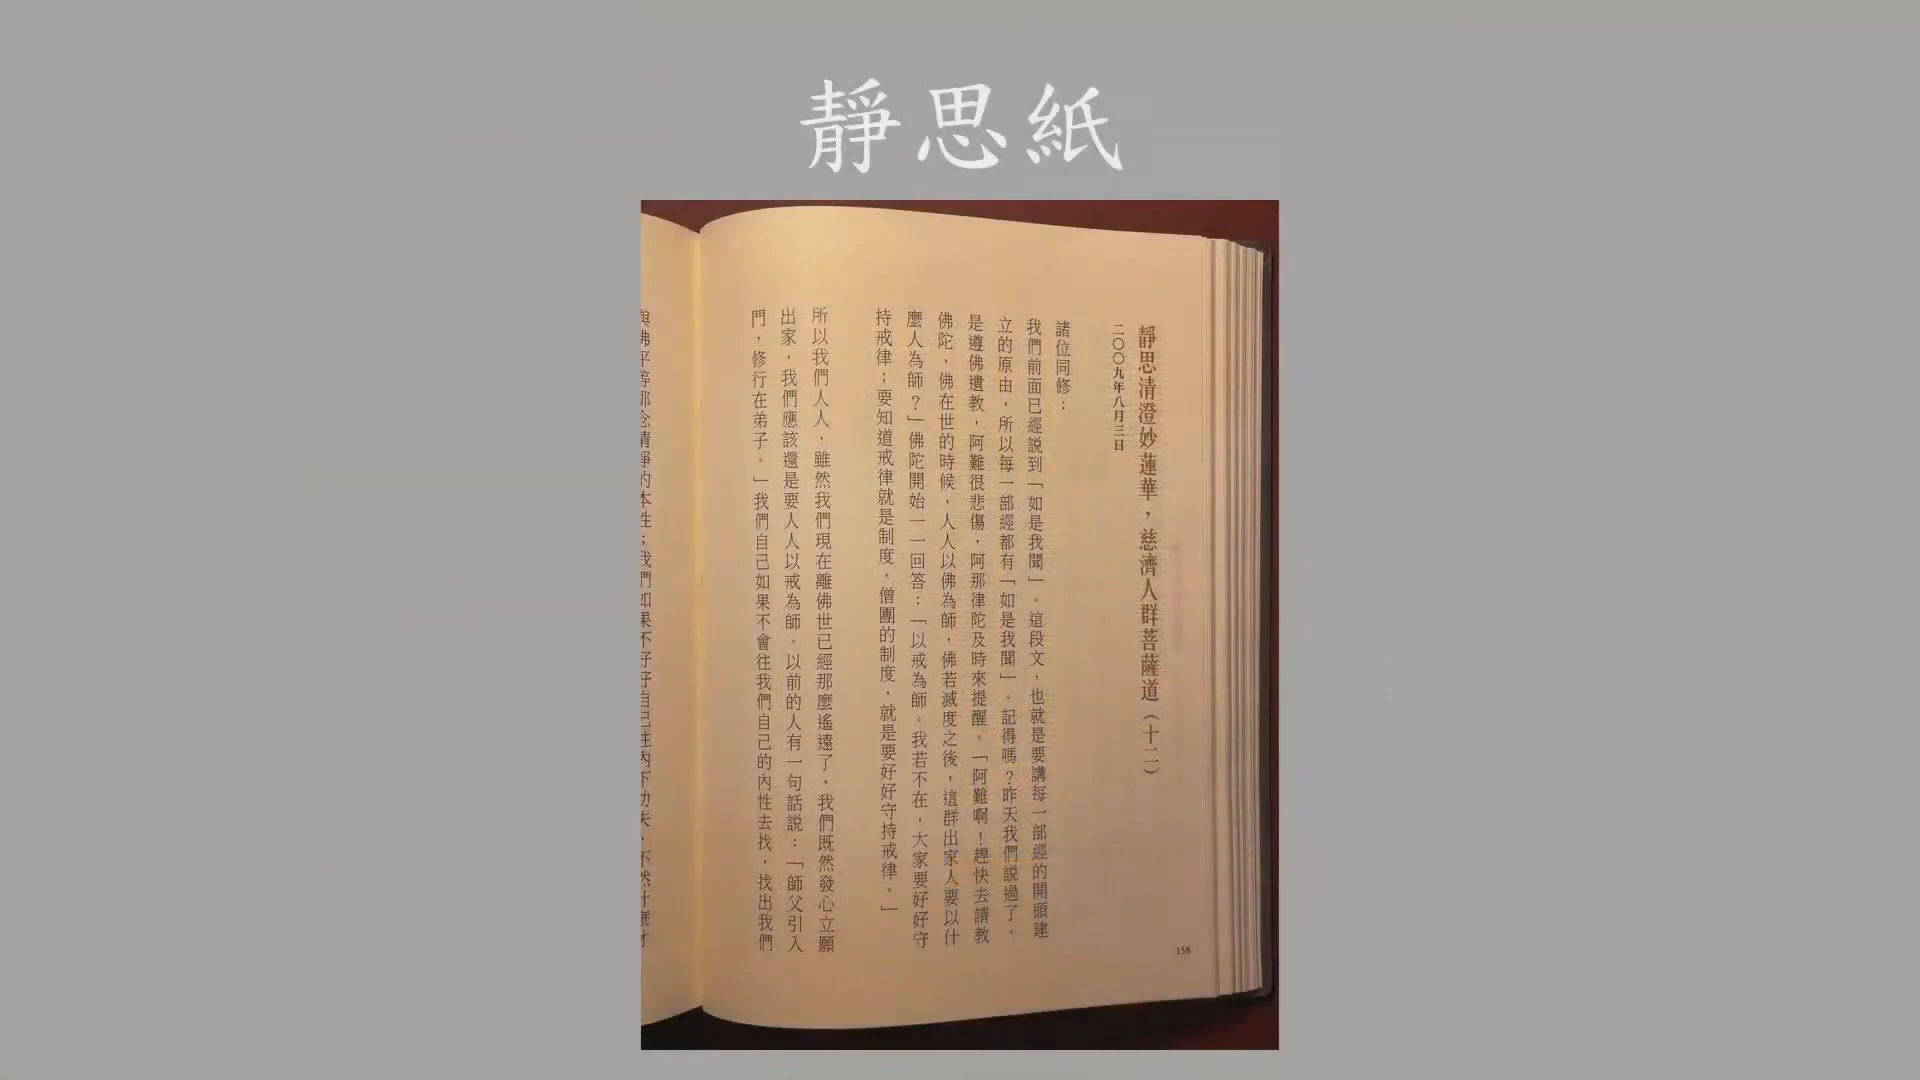 靜思紙
靜思清澄妙蓮華，慈濟人群菩薩道（十二）
二〇〇九年八月三日
諸位同修：
我們前面已經說到「如是我聞」。這段文，也就是要講每一部經的開頭建
立的原由，所以每一部經都有「如是我聞」。記得嗎？昨天我們說過了。
是遵佛遺教，阿難很悲傷，阿那律陀及時來提醒。「阿難啊！趕快去請教
佛陀，佛在世的時候，人人以佛為師，佛若滅度之後，這群出家人要以什
麼人為師？」佛陀開始一一回答：「以戒為師。我若不在，大家要好好守
持戒律；要知道戒律就是制度，僧團的制度，就是要好好守持戒律。」
所以我們人人，雖然我們現在離佛世已經那麼遙遠了，我們既然發心立願
出家，我們應該還是要人人以戒為師。以前的人有一句話說：「師父引入
門，修行在弟子。」我們自己如果不會往我們自己的內性去找，找出我們
158